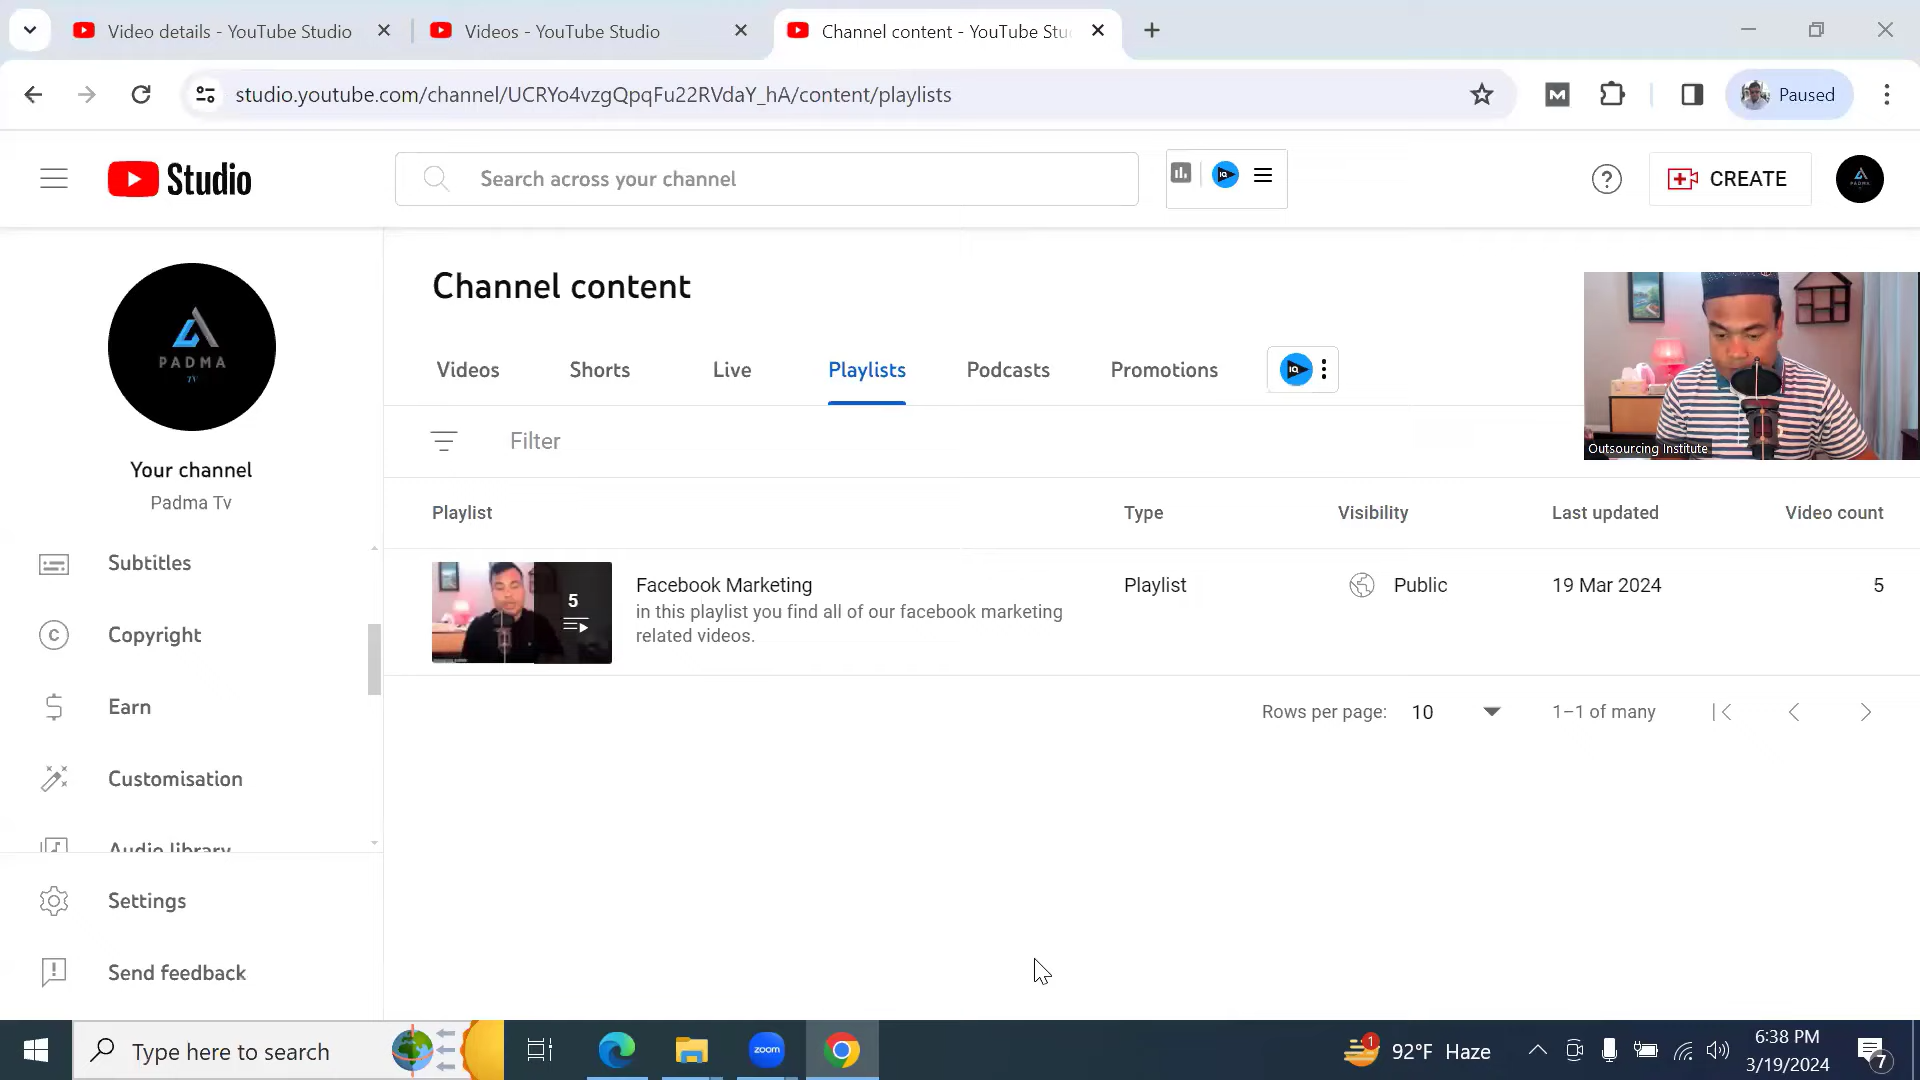 Video details - YouTube Studio
Videos - YouTube Studio
Channel content - YouTube Stu
studio.youtube.com/channel/UCRYo4vzgQpqFu22RVdaY_hA/content/playlists
Paused
Studio
Search across your channel
CREATE
PADMA
TV
Your channel
Padma Tv
Subtitles
Copyright
Earn
Customisation
Audio library
Settings
Send feedback
Channel content
Videos
Shorts
Live
Playlists
Podcasts
Promotions
Filter
Outsourcing Institute
Playlist
Type
Visibility
Last updated
Video count
5
Facebook Marketing
in this playlist you find all of our facebook marketing
related videos.
Playlist
Public
19 Mar 2024
5
Rows per page:
10
1–1 of many
Type here to search
zoom
1
92°F Haze
6:38 PM
3/19/2024
7